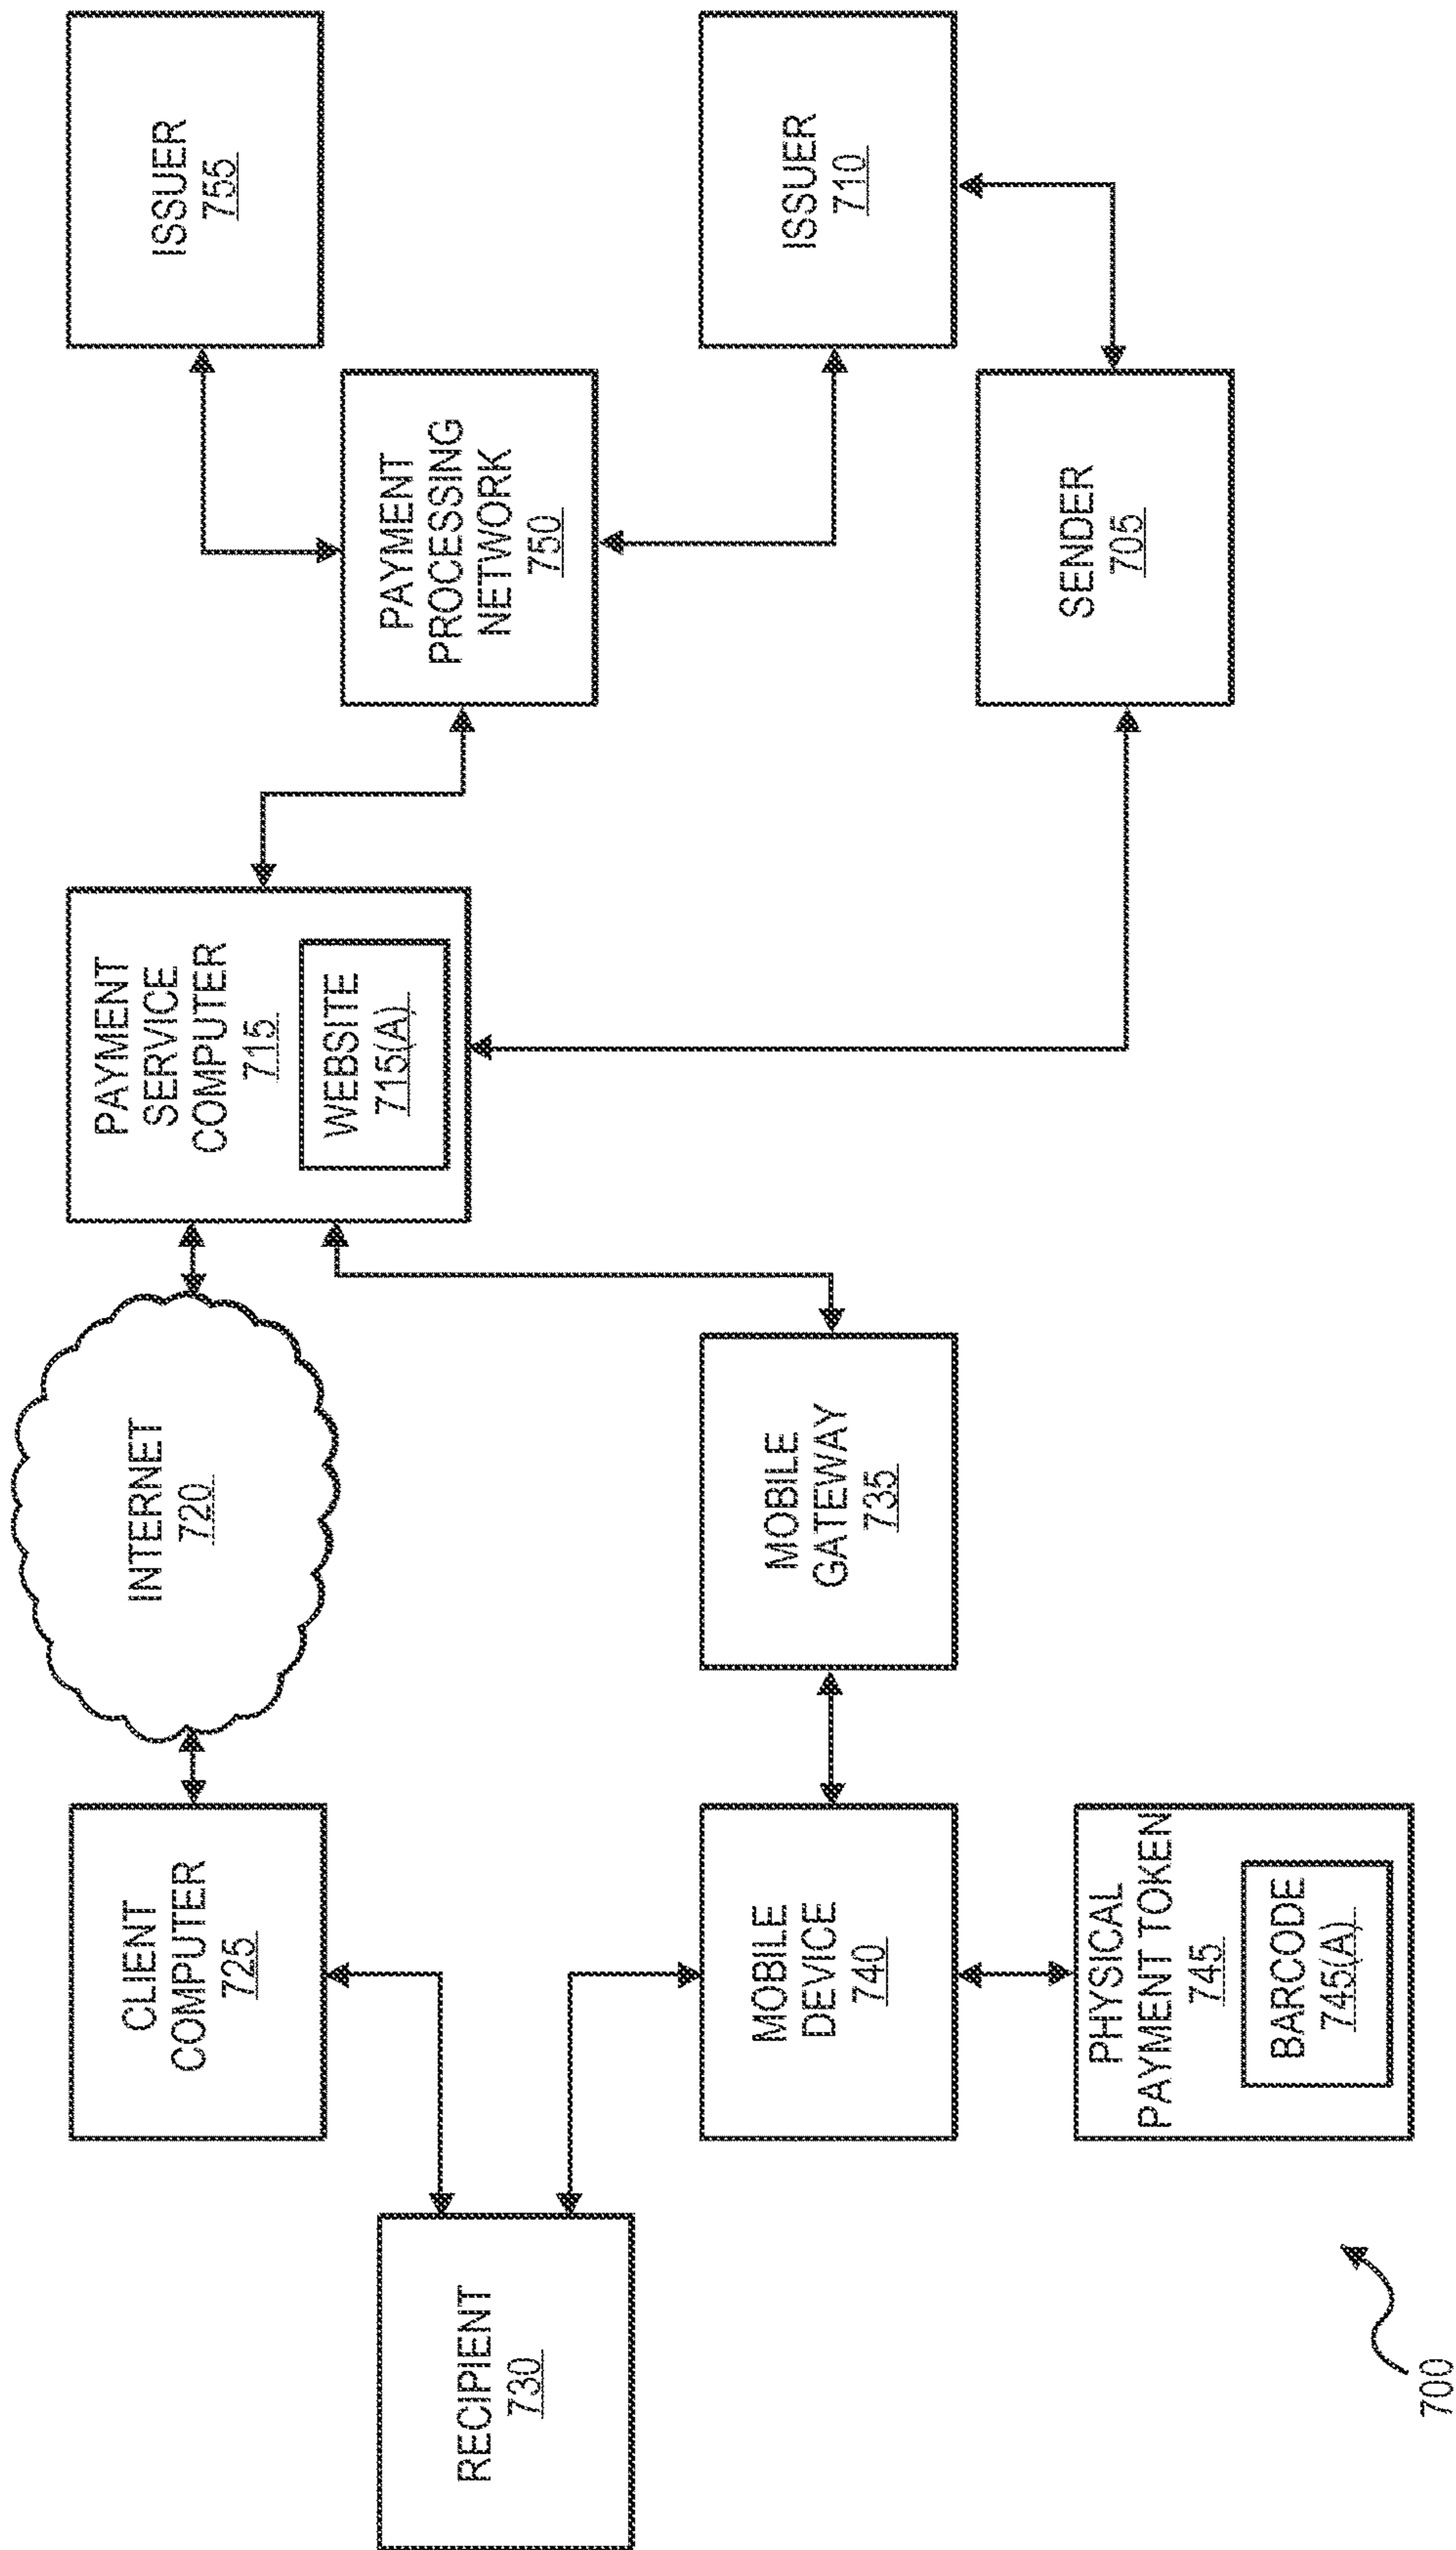 RECIPIENT
730
CLIENT
COMPUTER
725
INTERNET
720
PAYMENT
SERVICE
COMPUTER
715
WEBSITE
715(A)
PAYMENT
PROCESSING
NETWORK
750
ISSUER
755
MOBILE
DEVICE
740
MOBILE
GATEWAY
735
ISSUER
710
SENDER
705
PHYSICAL
PAYMENT TOKEN
745
BARCODE
745(A)
700